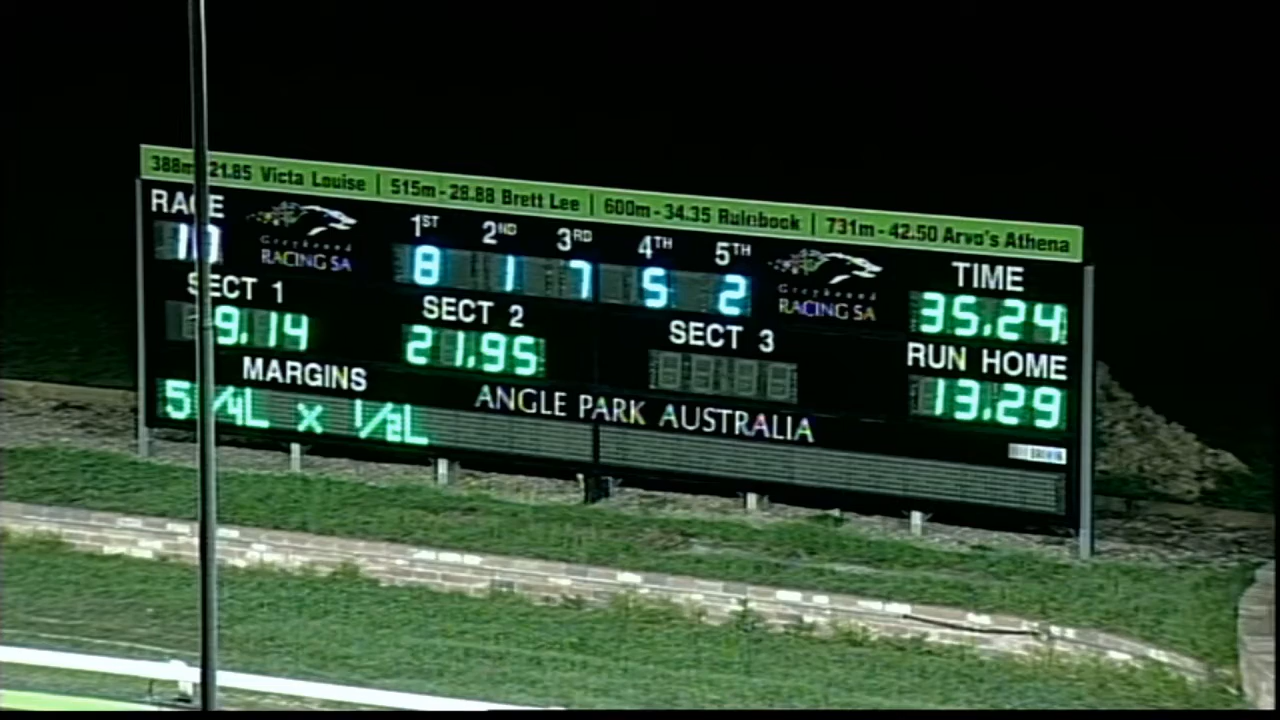 388m-21.85 Victa Louise | 515m-28.88 Brett Lee | 600m-34.35 Rulebook | 731m-42.50 Arvo's Athena
RACE 1ST 2ND 3RD 4TH 5TH TIME
Greyhound RACING SA 8 1 7 5 2 Greyhound RACING SA 35.24
SECT 1 SECT 2 SECT 3 RUN HOME
9.14 21.95 13.29
MARGINS ANGLE PARK AUSTRALIA
5 1/4L x 1/2L